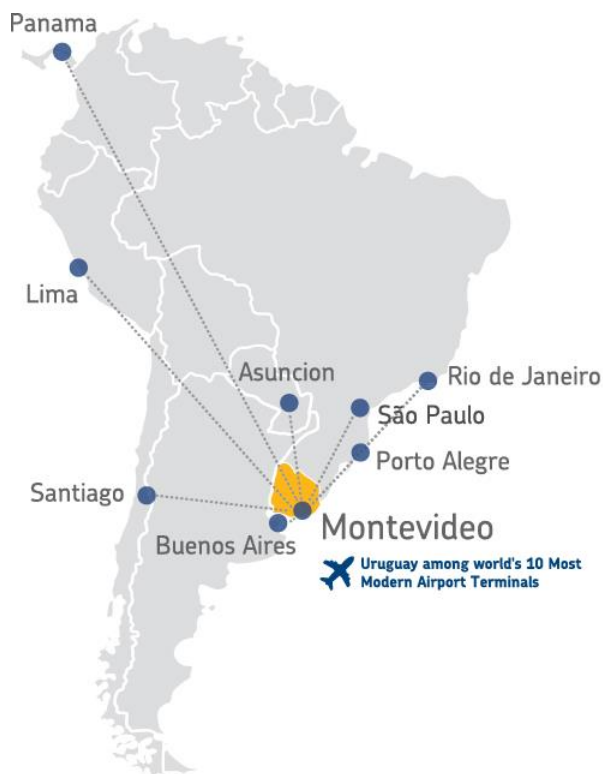 Panama
Lima
Asuncion
Rio de Janeiro
São Paulo
Porto Alegre
Santiago
Buenos Aires
Montevideo
Uruguay among world's 10 Most
Modern Airport Terminals